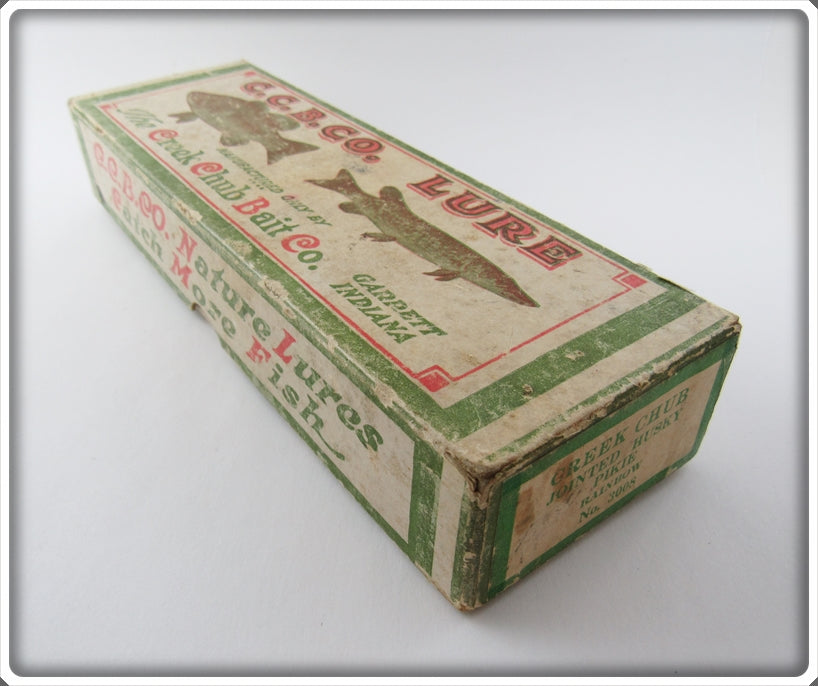 C.C.B.CO. LURE
MANUFACTURED ONLY BY
The Creek Chub Bait Co.
GARRETT
INDIANA
C.C.B.CO. Nature Lures
Catch More Fish
CREEK CHUB
JOINTED HUSKY
PIKIE
RAINBOW
No. 3008